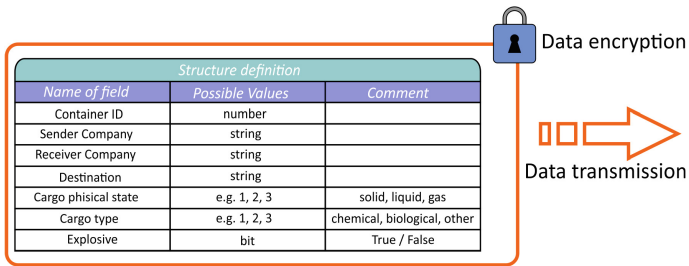 Data encryption
Structure definition
Name of field Possible Values Comment
Container ID number
Sender Company string
Receiver Company string
Destination string
Cargo phisical state e.g. 1, 2, 3 solid, liquid, gas
Cargo type e.g. 1, 2, 3 chemical, biological, other
Explosive bit True / False
Data transmission